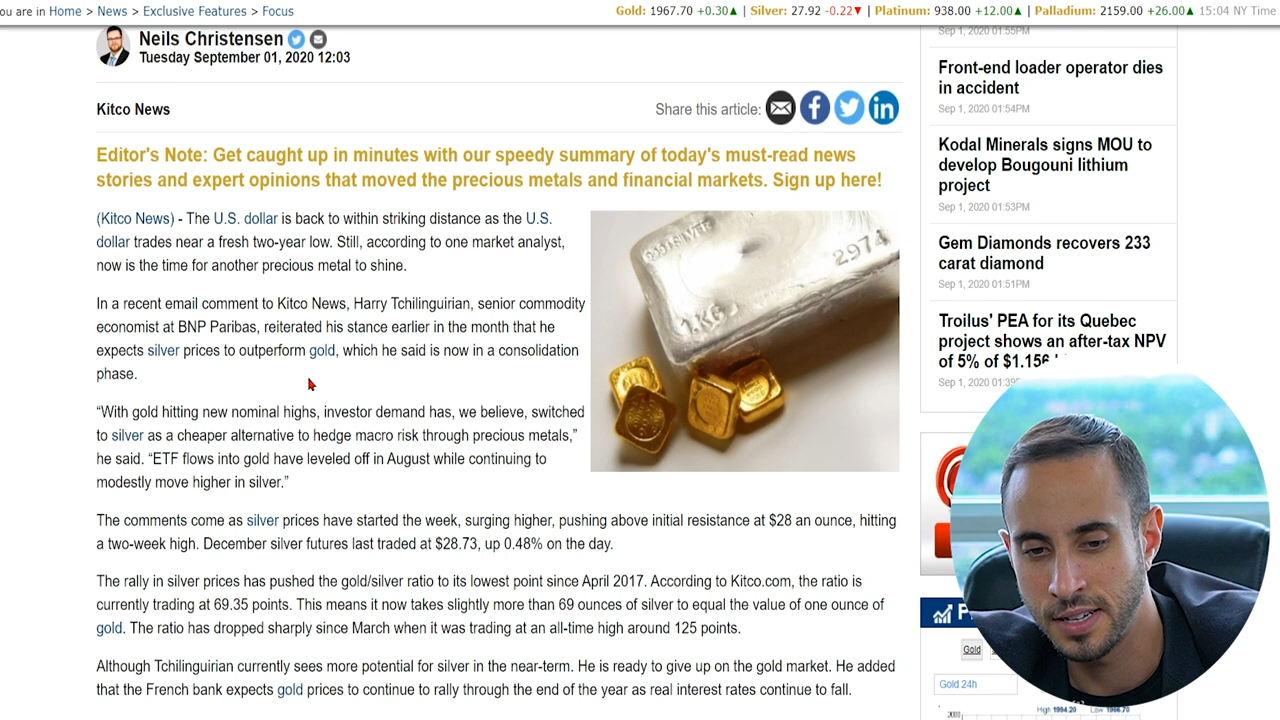 ou are in Home > News > Exclusive Features > Focus
Gold: 1967.70 +0.30▲ | Silver: 27.92 -0.22▼ | Platinum: 938.00 +12.00▲ | Palladium: 2159.00 +26.00▲ 15:04 NY Time
Neils Christensen
Tuesday September 01, 2020 12:03
Kitco News
Share this article:
Editor's Note: Get caught up in minutes with our speedy summary of today's must-read news
stories and expert opinions that moved the precious metals and financial markets. Sign up here!
(Kitco News) - The U.S. dollar is back to within striking distance as the U.S.
dollar trades near a fresh two-year low. Still, according to one market analyst,
now is the time for another precious metal to shine.
In a recent email comment to Kitco News, Harry Tchilinguirian, senior commodity
economist at BNP Paribas, reiterated his stance earlier in the month that he
expects silver prices to outperform gold, which he said is now in a consolidation
phase.
“With gold hitting new nominal highs, investor demand has, we believe, switched
to silver as a cheaper alternative to hedge macro risk through precious metals,”
he said. “ETF flows into gold have leveled off in August while continuing to
modestly move higher in silver.”
SILVER
2974
1KG
The comments come as silver prices have started the week, surging higher, pushing above initial resistance at $28 an ounce, hitting
a two-week high. December silver futures last traded at $28.73, up 0.48% on the day.
The rally in silver prices has pushed the gold/silver ratio to its lowest point since April 2017. According to Kitco.com, the ratio is
currently trading at 69.35 points. This means it now takes slightly more than 69 ounces of silver to equal the value of one ounce of
gold. The ratio has dropped sharply since March when it was trading at an all-time high around 125 points.
Although Tchilinguirian currently sees more potential for silver in the near-term. He is ready to give up on the gold market. He added
that the French bank expects gold prices to continue to rally through the end of the year as real interest rates continue to fall.
Sep 1, 2020 01:55PM
Front-end loader operator dies
in accident
Sep 1, 2020 01:54PM
Kodal Minerals signs MOU to
develop Bougouni lithium
project
Sep 1, 2020 01:53PM
Gem Diamonds recovers 233
carat diamond
Sep 1, 2020 01:51PM
Troilus' PEA for its Quebec
project shows an after-tax NPV
of 5% of $1.156
Sep 1, 2020
Gold
Gold 24h
High 1994.20 Low 1966.70